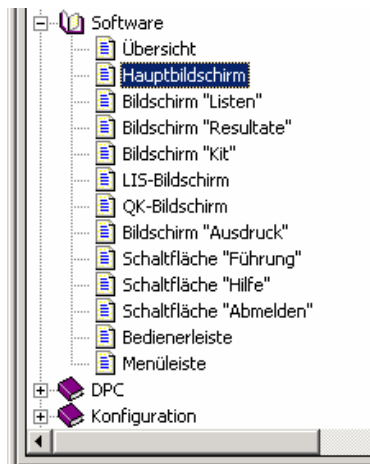 Software
Übersicht
Hauptbildschirm
Bildschirm "Listen"
Bildschirm "Resultate"
Bildschirm "Kit"
LIS-Bildschirm
QK-Bildschirm
Bildschirm "Ausdruck"
Schaltfläche "Führung"
Schaltfläche "Hilfe"
Schaltfläche "Abmelden"
Bedienerleiste
Menüleiste
DPC
Konfiguration